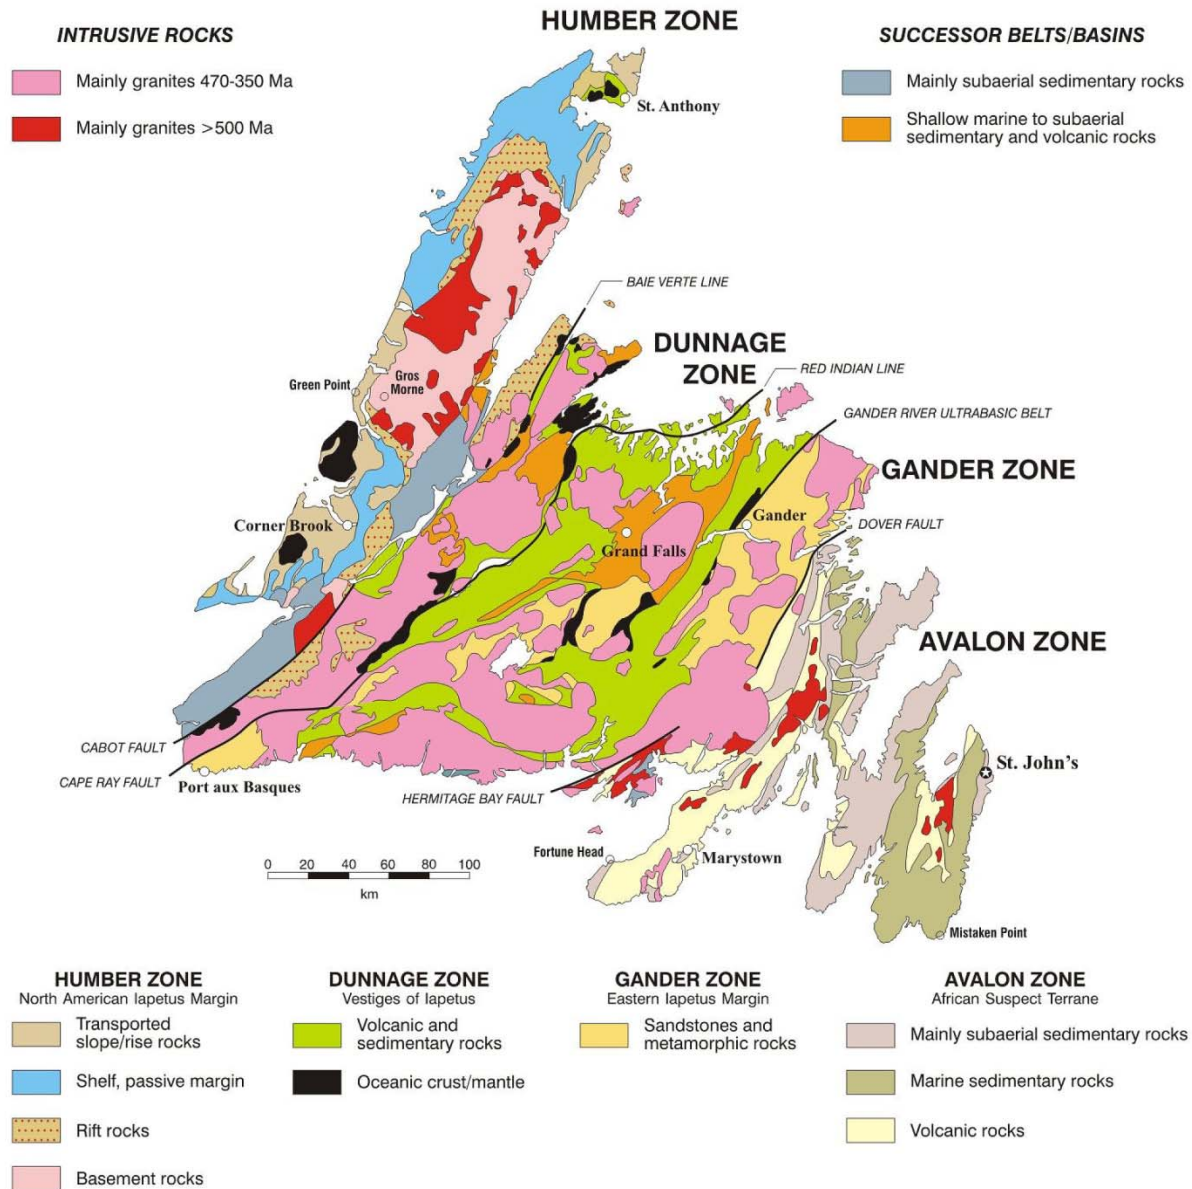 HUMBER ZONE
INTRUSIVE ROCKS
Mainly granites 470-350 Ma
Mainly granites >500 Ma
SUCCESSOR BELTS/BASINS
Mainly subaerial sedimentary rocks
Shallow marine to subaerial
sedimentary and volcanic rocks
St. Anthony
BAIE VERTE LINE
DUNNAGE
ZONE
RED INDIAN LINE
Green Point
Gros
Morne
GANDER RIVER ULTRABASIC BELT
GANDER ZONE
Corner Brook
Gander
DOVER FAULT
Grand Falls
AVALON ZONE
CABOT FAULT
CAPE RAY FAULT
Port aux Basques
HERMITAGE BAY FAULT
St. John's
Fortune Head
Marystown
Mistaken Point
0 20 40 60 80 100
km
HUMBER ZONE
North American Iapetus Margin
Transported
slope/rise rocks
Shelf, passive margin
Rift rocks
Basement rocks
DUNNAGE ZONE
Vestiges of Iapetus
Volcanic and
sedimentary rocks
Oceanic crust/mantle
GANDER ZONE
Eastern Iapetus Margin
Sandstones and
metamorphic rocks
AVALON ZONE
African Suspect Terrane
Mainly subaerial sedimentary rocks
Marine sedimentary rocks
Volcanic rocks